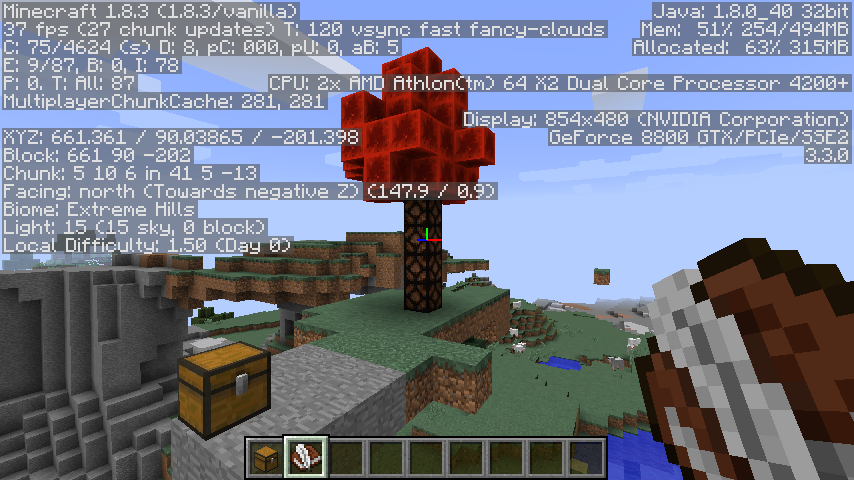 Minecraft 1.8.3 (1.8.3/vanilla)
37 fps (27 chunk updates) T: 120 vsync fast fancy-clouds
C: 75/4624 (s) D: 8, pC: 000, pU: 0, aB: 5
E: 9/87, B: 0, I: 78
P: 0, T: All: 87
MultiplayerChunkCache: 281, 281
XYZ: 661.361 / 90.03865 / -201.398
Block: 661 90 -202
Chunk: 5 10 6 in 41 5 -13
Facing: north (Towards negative Z) (147.9 / 0.9)
Biome: Extreme Hills
Light: 15 (15 sky, 0 block)
Local Difficulty: 1.50 (Day 0)
Java: 1.8.0_40 32bit
Mem: 51% 254/494MB
Allocated: 63% 315MB
CPU: 2x AMD Athlon(tm) 64 X2 Dual Core Processor 4200+
Display: 854x480 (NVIDIA Corporation)
GeForce 8800 GTX/PCIe/SSE2
3.3.0